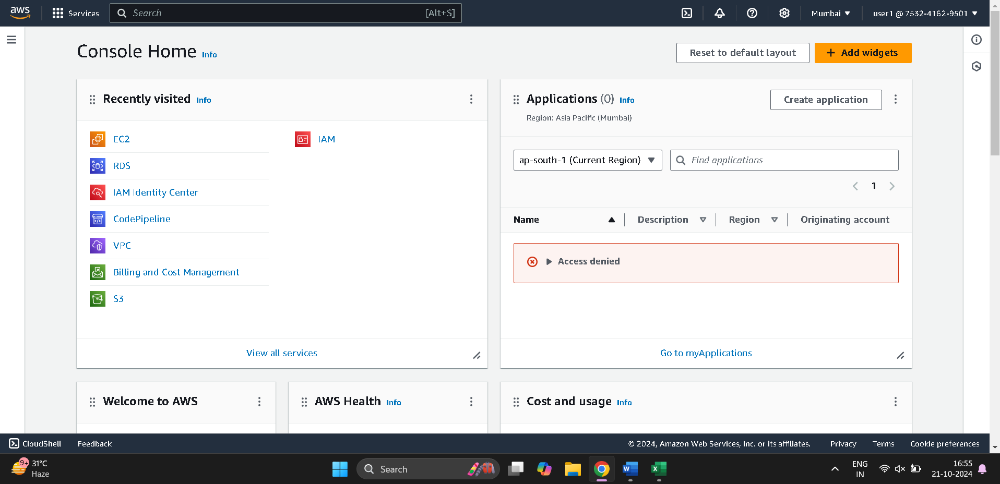 aws
Services
Search
[Alt+S]
Mumbai
user1 @ 7532-4162-9501
Console Home Info
Reset to default layout
Add widgets
Recently visited Info
EC2
RDS
IAM Identity Center
CodePipeline
VPC
Billing and Cost Management
S3
IAM
View all services
Applications (0) Info
Create application
Region: Asia Pacific (Mumbai)
ap-south-1 (Current Region)
Find applications
1
Name
Description
Region
Originating account
Access denied
Go to myApplications
Welcome to AWS
AWS Health Info
Cost and usage Info
CloudShell
Feedback
© 2024, Amazon Web Services, Inc. or its affiliates.
Privacy
Terms
Cookie preferences
9+
31°C
Haze
Search
ENG
IN
16:55
21-10-2024